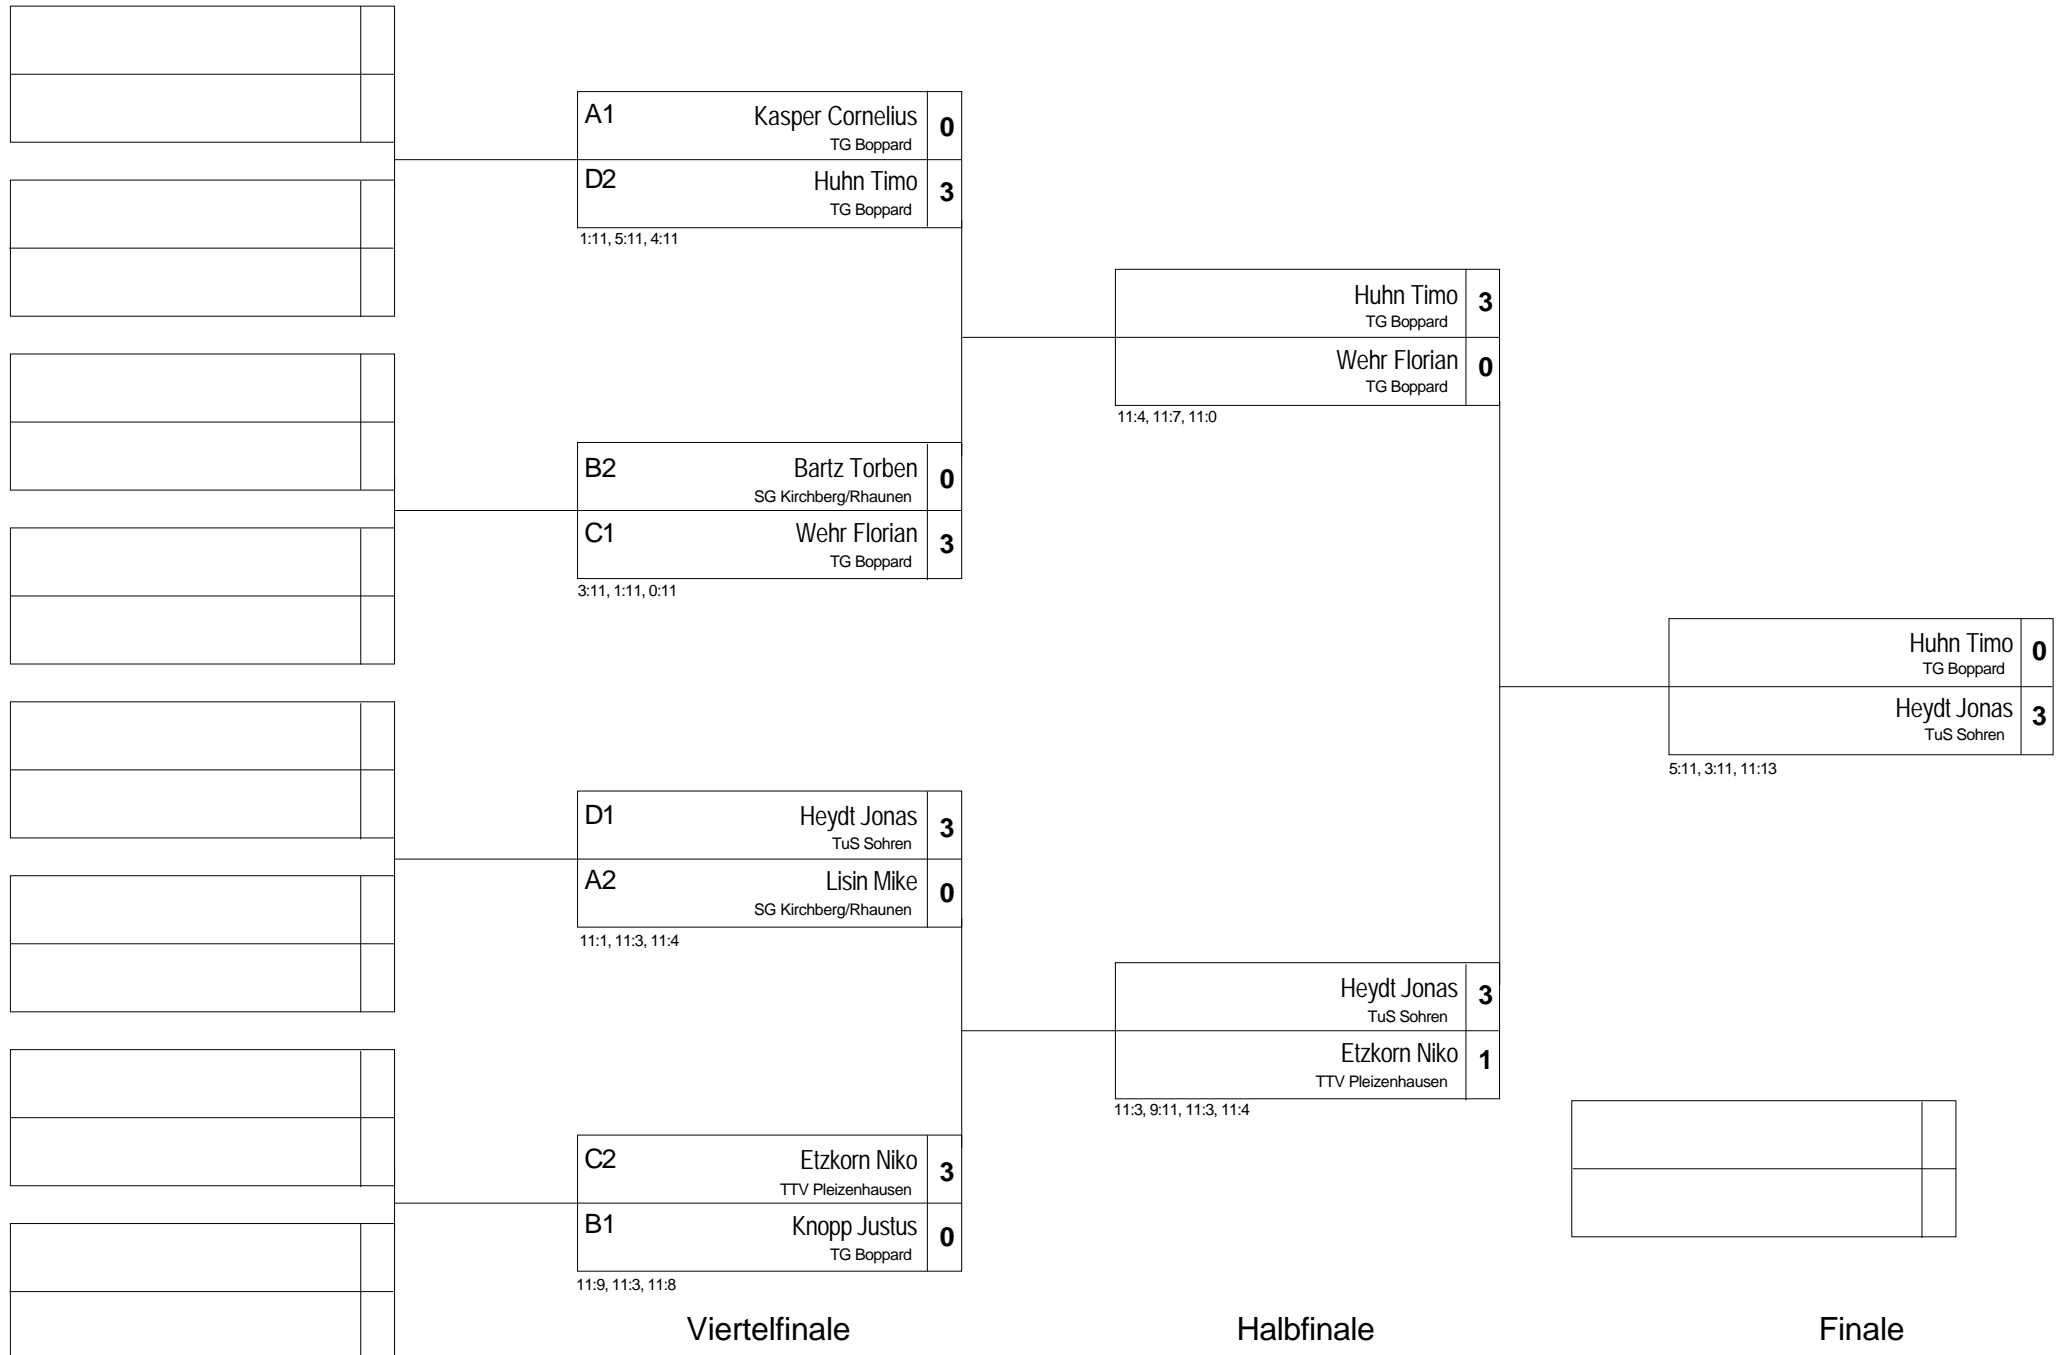 A1 Kasper Cornelius 0
TG Boppard
D2 Huhn Timo 3
TG Boppard
1:11, 5:11, 4:11
B2 Bartz Torben 0
SG Kirchberg/Rhaunen
C1 Wehr Florian 3
TG Boppard
3:11, 1:11, 0:11
D1 Heydt Jonas 3
TuS Sohren
A2 Lisin Mike 0
SG Kirchberg/Rhaunen
11:1, 11:3, 11:4
C2 Etzkorn Niko 3
TTV Pleizenhausen
B1 Knopp Justus 0
TG Boppard
11:9, 11:3, 11:8
Viertelfinale
Huhn Timo 3
TG Boppard
Wehr Florian 0
TG Boppard
11:4, 11:7, 11:0
Heydt Jonas 3
TuS Sohren
Etzkorn Niko 1
TTV Pleizenhausen
11:3, 9:11, 11:3, 11:4
Halbfinale
Huhn Timo 0
TG Boppard
Heydt Jonas 3
TuS Sohren
5:11, 3:11, 11:13
Finale